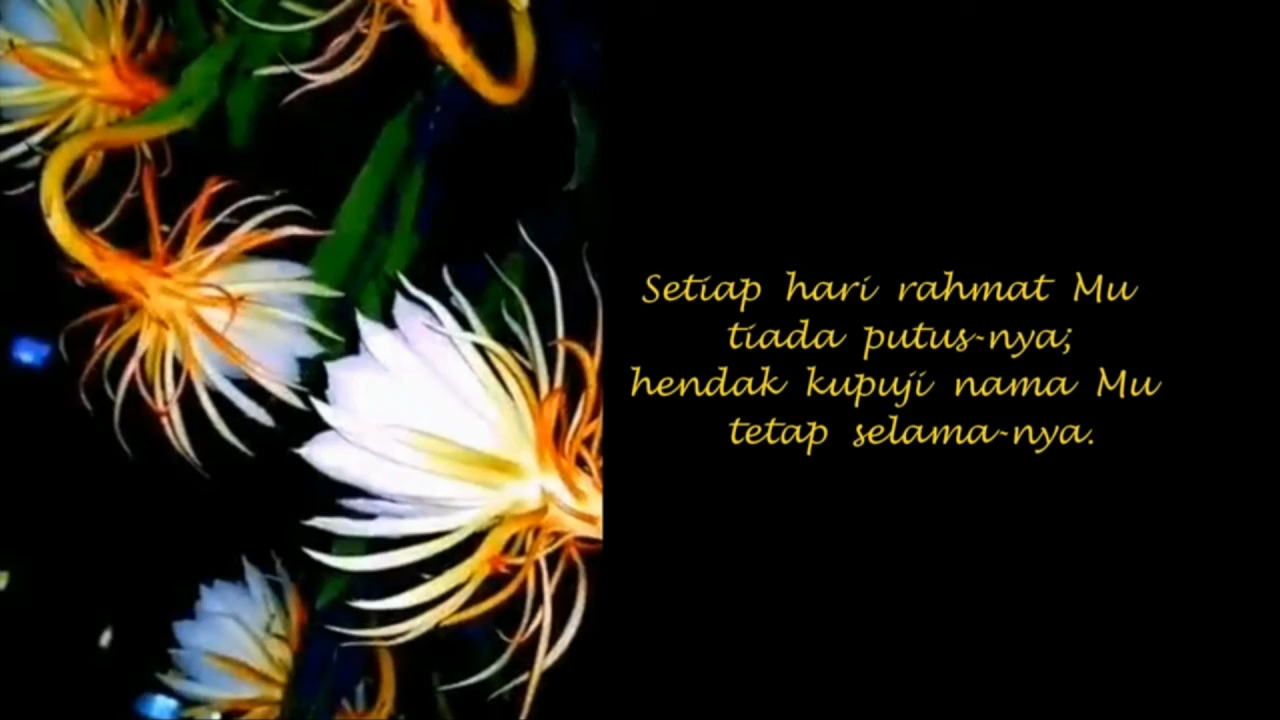 Setiap hari rahmat Mu
tiada putus-nya;
hendak kupuji nama Mu
tetap selama-nya.